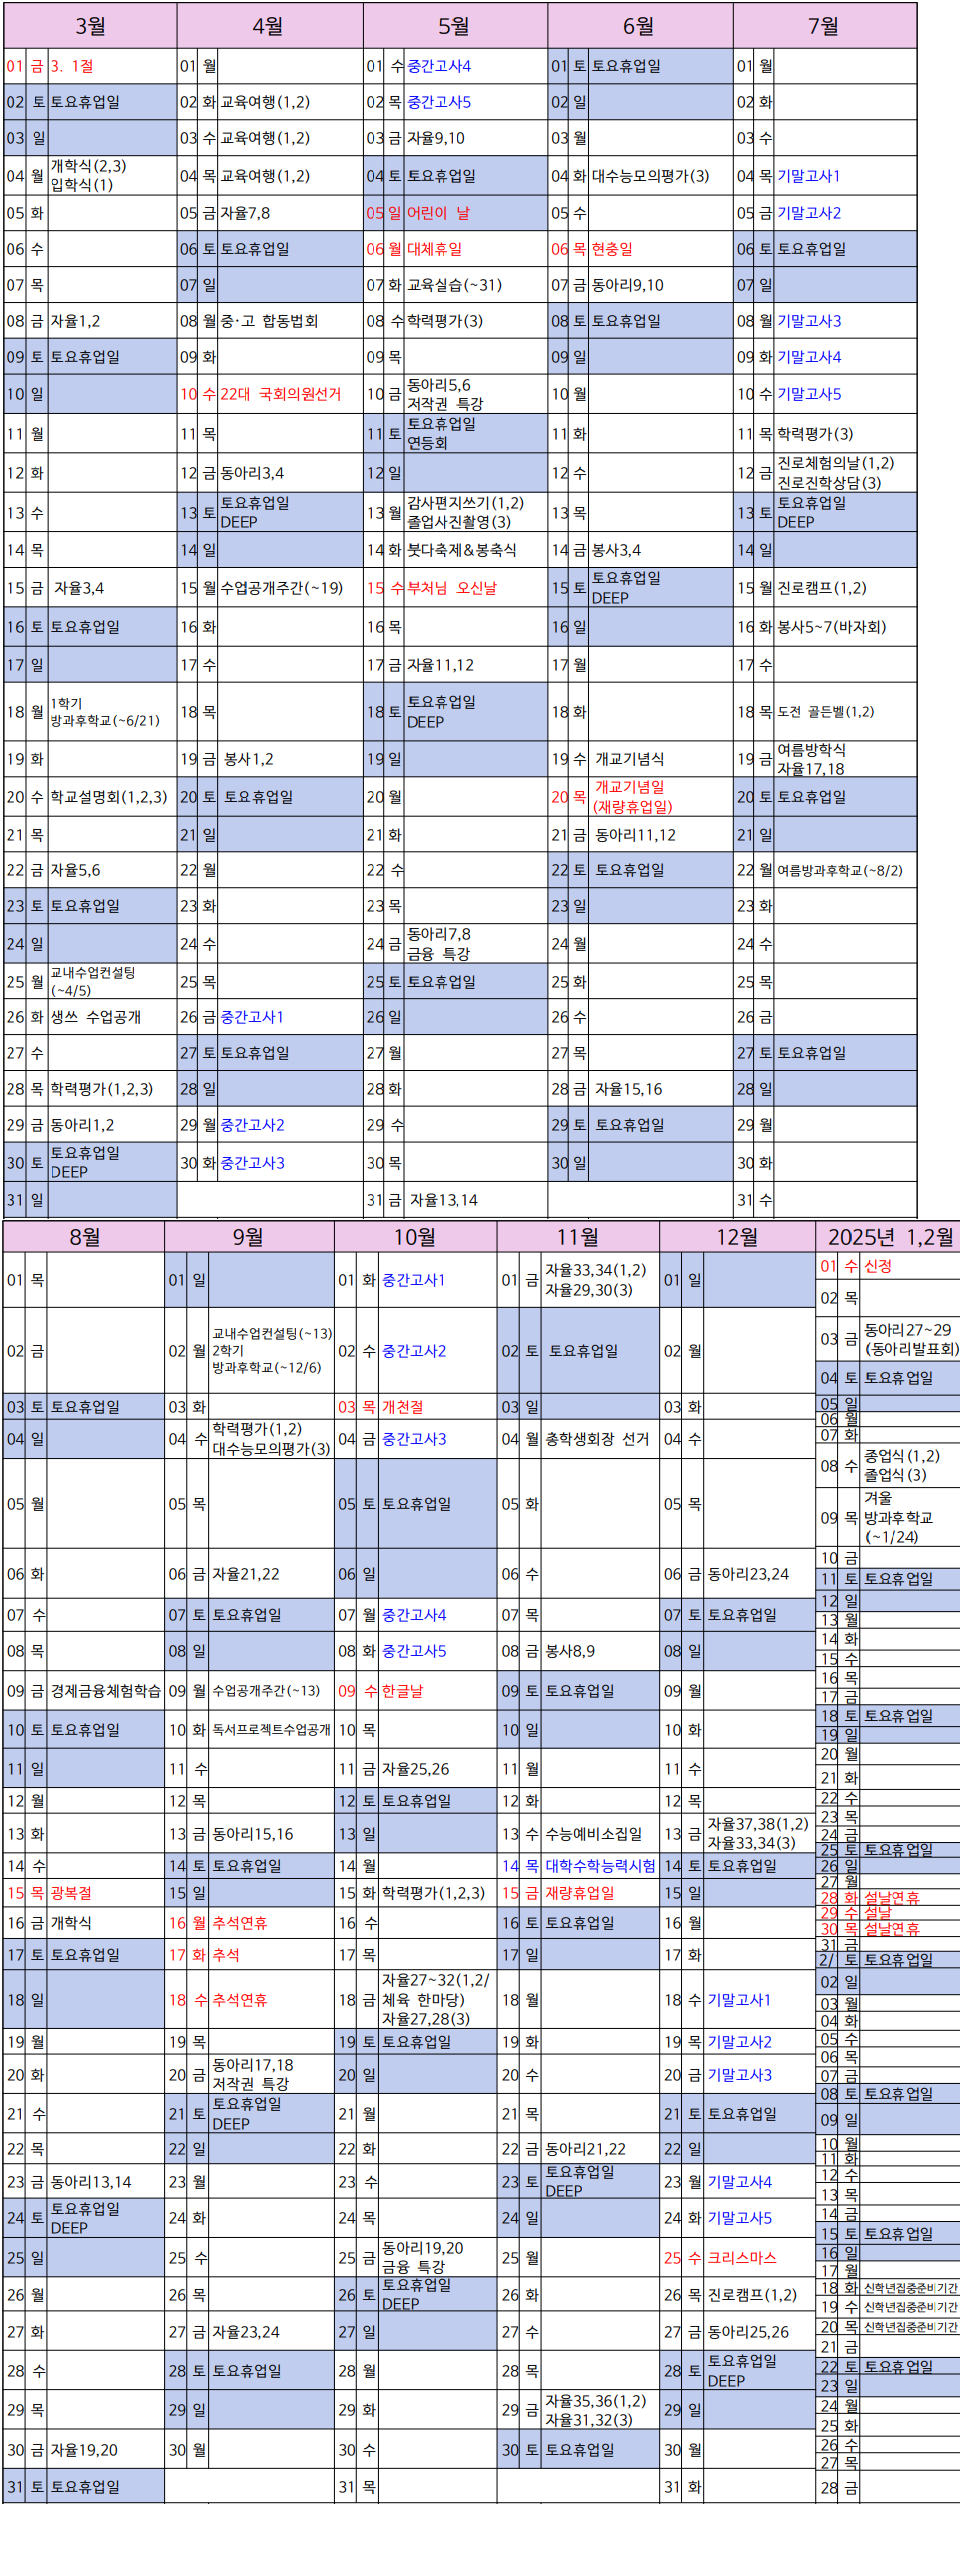 3월 4월 5월 6월 7월
01 금 3. 1절 01 월 01 수 중간고사4 01 토 토요휴업일 01 월
02 토 토요휴업일 02 화 교육여행(1,2) 02 목 중간고사5 02 일 02 화
03 일 03 수 교육여행(1,2) 03 금 자율9,10 03 월 03 수
04 월 개학식(2,3) 입학식(1) 04 목 교육여행(1,2) 04 토 토요휴업일 04 화 대수능모의평가(3) 04 목 기말고사1
05 화 05 금 자율7,8 05 일 어린이 날 05 수 05 금 기말고사2
06 수 06 토 토요휴업일 06 월 대체휴일 06 목 현충일 06 토 토요휴업일
07 목 07 일 07 화 교육실습(~31) 07 금 동아리9,10 07 일
08 금 자율1,2 08 월 중·고 합동법회 08 수 학력평가(3) 08 토 토요휴업일 08 월 기말고사3
09 토 토요휴업일 09 화 09 목 09 일 09 화 기말고사4
10 일 10 수 22대 국회의원선거 10 금 동아리5,6 저작권 특강 10 월 10 수 기말고사5
11 월 11 목 11 토 토요휴업일 연등회 11 화 11 목 학력평가(3)
12 화 12 금 동아리3,4 12 일 12 수 12 금 진로체험의날(1,2) 진로진학상담(3)
13 수 13 토 토요휴업일 DEEP 13 월 감사편지쓰기(1,2) 졸업사진촬영(3) 13 목 13 토 토요휴업일 DEEP
14 목 14 일 14 화 붓다축제&봉축식 14 금 봉사3,4 14 일
15 금 자율3,4 15 월 수업공개주간(~19) 15 수 부처님 오신날 15 토 토요휴업일 DEEP 15 월 진로캠프(1,2)
16 토 토요휴업일 16 화 16 목 16 일 16 화 봉사5~7(바자회)
17 일 17 수 17 금 자율11,12 17 월 17 수
18 월 1학기 방과후학교(~6/21) 18 목 18 토 토요휴업일 DEEP 18 화 18 목 도전 골든벨(1,2)
19 화 19 금 봉사1,2 19 일 19 수 개교기념식 19 금 여름방학식 자율17,18
20 수 학교설명회(1,2,3) 20 토 토요휴업일 20 월 20 목 개교기념일 (재량휴업일) 20 토 토요휴업일
21 목 21 일 21 화 21 금 동아리11,12 21 일
22 금 자율5,6 22 월 22 수 22 토 토요휴업일 22 월 여름방과후학교(~8/2)
23 토 토요휴업일 23 화 23 목 23 일 23 화
24 일 24 수 24 금 동아리7,8 금융 특강 24 월 24 수
25 월 교내수업컨설팅 (~4/5) 25 목 25 토 토요휴업일 25 화 25 목
26 화 생쓰 수업공개 26 금 중간고사1 26 일 26 수 26 금
27 수 27 토 토요휴업일 27 월 27 목 27 토 토요휴업일
28 목 학력평가(1,2,3) 28 일 28 화 28 금 자율15,16 28 일
29 금 동아리1,2 29 월 중간고사2 29 수 29 토 토요휴업일 29 월
30 토 토요휴업일 DEEP 30 화 중간고사3 30 목 30 일 30 화
31 일 31 금 자율13,14 31 수
8월 9월 10월 11월 12월 2025년 1,2월
01 목 01 일 01 화 중간고사1 01 금 자율33,34(1,2) 자율29,30(3) 01 일 01 수 신정
02 목
02 금 02 월 교내수업컨설팅(~13) 2학기 방과후학교(~12/6) 02 수 중간고사2 02 토 토요휴업일 02 월 03 금 동아리27~29 (동아리발표회)
04 토 토요휴업일
03 토 토요휴업일 03 화 03 목 개천절 03 일 03 화 05 일
06 월
04 일 04 수 학력평가(1,2) 대수능모의평가(3) 04 금 중간고사3 04 월 총학생회장 선거 04 수 07 화
08 수 종업식(1,2) 졸업식(3)
05 월 05 목 05 토 토요휴업일 05 화 05 목 09 목 겨울 방과후학교 (~1/24)
10 금
06 화 06 금 자율21,22 06 일 06 수 06 금 동아리23,24 11 토 토요휴업일
12 일
07 수 07 토 토요휴업일 07 월 중간고사4 07 목 07 토 토요휴업일 13 월
14 화
08 목 08 일 08 화 중간고사5 08 금 봉사8,9 08 일 15 수
16 목
09 금 경제금융체험학습 09 월 수업공개주간(~13) 09 수 한글날 09 토 토요휴업일 09 월 17 금
18 토 토요휴업일
10 토 토요휴업일 10 화 독서프로젝트수업공개 10 목 10 일 10 화 19 일
20 월
11 일 11 수 11 금 자율25,26 11 월 11 수 21 화
12 월 12 목 12 토 토요휴업일 12 화 12 목 22 수
23 목
13 화 13 금 동아리15,16 13 일 13 수 수능예비소집일 13 금 자율37,38(1,2) 자율33,34(3) 24 금
25 토 토요휴업일
14 수 14 토 토요휴업일 14 월 14 목 대학수학능력시험 14 토 토요휴업일 26 일
27 월
15 목 광복절 15 일 15 화 학력평가(1,2,3) 15 금 재량휴업일 15 일 28 화 설날연휴
29 수 설날
16 금 개학식 16 월 추석연휴 16 수 16 토 토요휴업일 16 월 30 목 설날연휴
31 금
17 토 토요휴업일 17 화 추석 17 목 17 일 17 화 2/ 토 토요휴업일
02 일
18 일 18 수 추석연휴 18 금 자율27~32(1,2/ 체육 한마당) 자율27,28(3) 18 월 18 수 기말고사1 03 월
04 화
19 월 19 목 19 토 토요휴업일 19 화 19 목 기말고사2 05 수
06 목
20 화 20 금 동아리17,18 저작권 특강 20 일 20 수 20 금 기말고사3 07 금
08 토 토요휴업일
21 수 21 토 토요휴업일 DEEP 21 월 21 목 21 토 토요휴업일 09 일
10 월
22 목 22 일 22 화 22 금 동아리21,22 22 일 11 화
12 수
23 금 동아리13,14 23 월 23 수 23 토 토요휴업일 DEEP 23 월 기말고사4 13 목
14 금
24 토 토요휴업일 DEEP 24 화 24 목 24 일 24 화 기말고사5 15 토 토요휴업일
16 일
25 일 25 수 25 금 동아리19,20 금융 특강 25 월 25 수 크리스마스 17 월
18 화 신학년집중준비기간
26 월 26 목 26 토 토요휴업일 DEEP 26 화 26 목 진로캠프(1,2) 19 수 신학년집중준비기간
20 목 신학년집중준비기간
27 화 27 금 자율23,24 27 일 27 수 27 금 동아리25,26 21 금
22 토 토요휴업일
28 수 28 토 토요휴업일 28 월 28 목 28 토 토요휴업일 DEEP 23 일
24 월
29 목 29 일 29 화 29 금 자율35,36(1,2) 자율31,32(3) 29 일 25 화
26 수
30 금 자율19,20 30 월 30 수 30 토 토요휴업일 30 월 27 목
31 토 토요휴업일 31 목 31 화 28 금